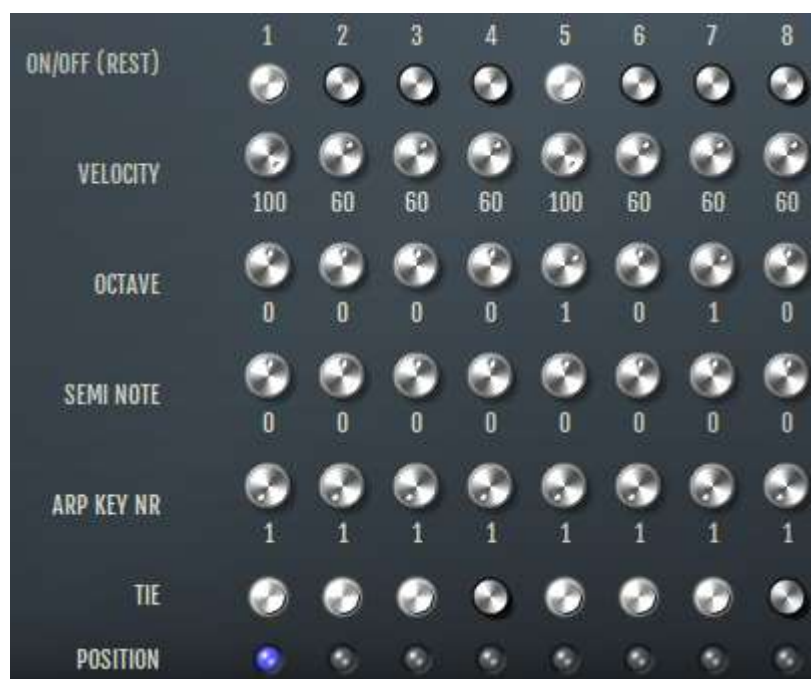 1 2 3 4 5 6 7 8
ON/OFF (REST)
VELOCITY
100 60 60 60 100 60 60 60
OCTAVE
0 0 0 0 1 0 1 0
SEMI NOTE
0 0 0 0 0 0 0 0
ARP KEY NR
1 1 1 1 1 1 1 1
TIE
POSITION